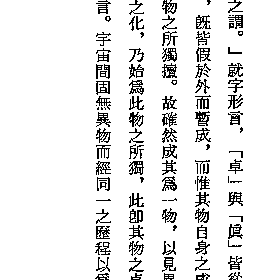 之謂。」就字形言，「卓」與「眞」皆從
，旣皆假於外而暫成，而惟其物自身之成
物之所獨擅。故確然成其爲一物，以見異
之化，乃始爲此物之所獨，此卽其物之卓
言。宇宙間固無異物而經同一之歷程以爲